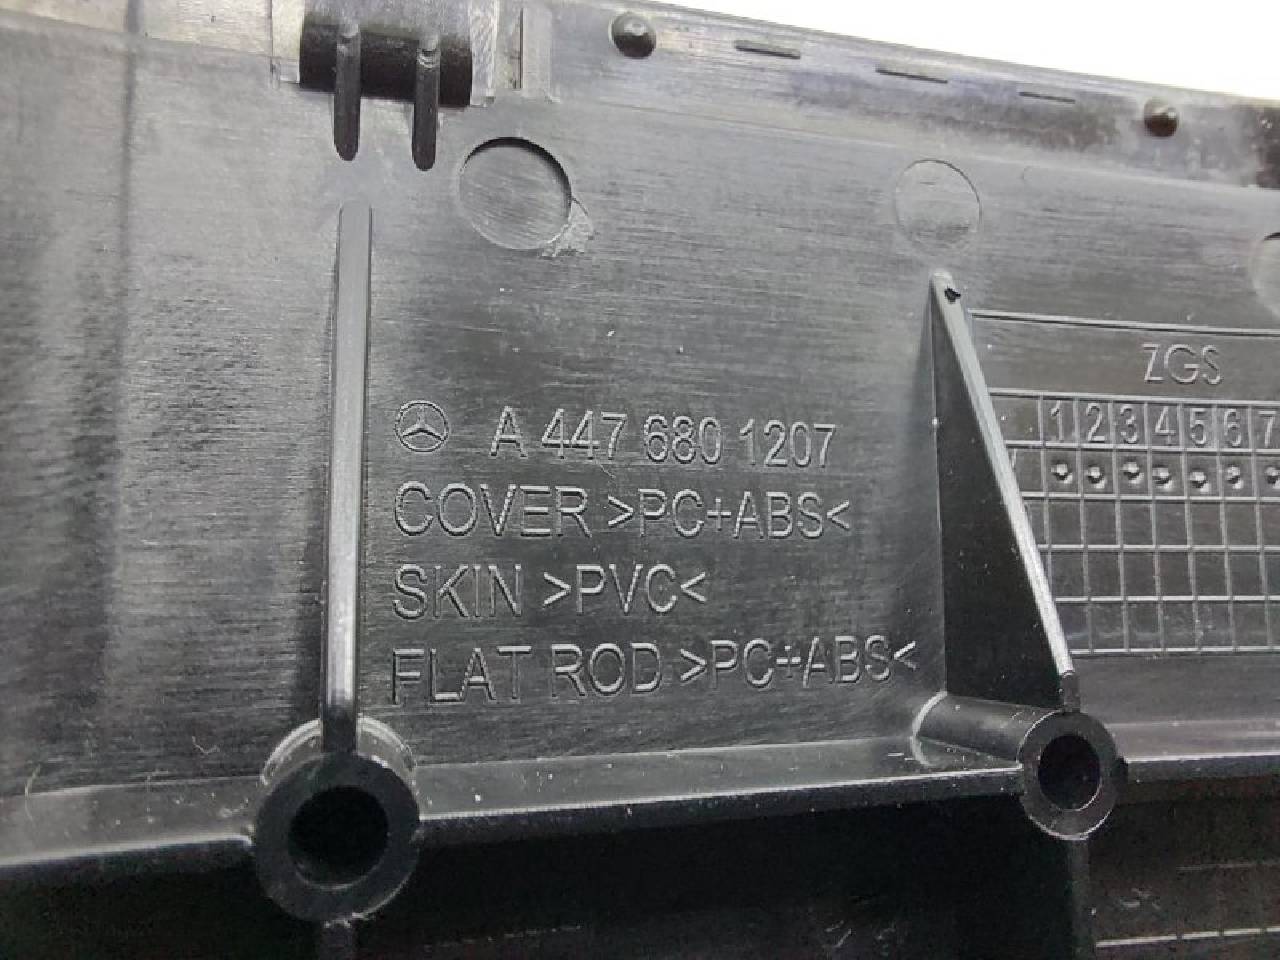 ZGS
1 2 3 4 5 6 7
A 447 680 1207
COVER >PC+ABS<
SKIN >PVC<
FLAT ROD >PC+ABS<